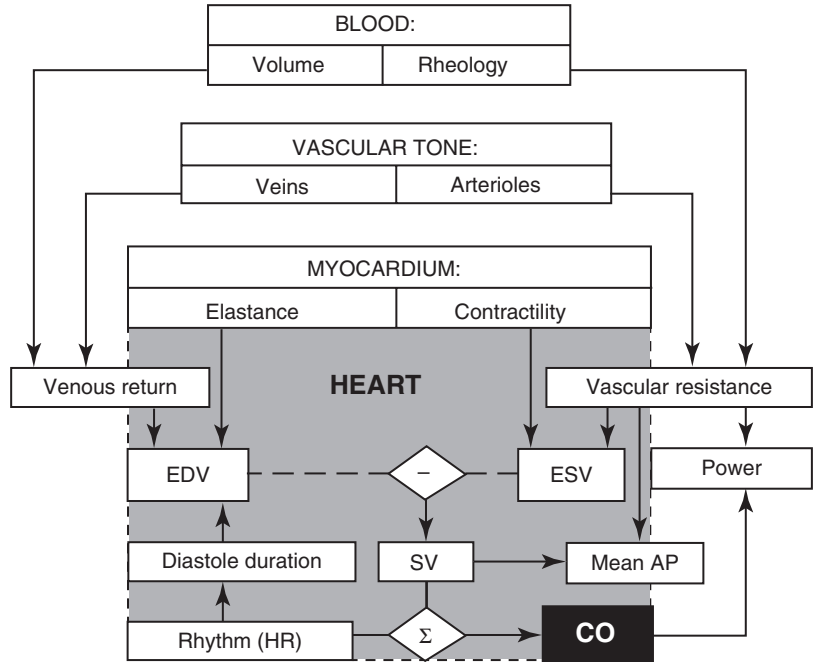 BLOOD:
Volume Rheology
VASCULAR TONE:
Veins Arterioles
MYOCARDIUM:
Elastance Contractility
HEART
Venous return Vascular resistance
EDV – ESV Power
Diastole duration SV Mean AP
Rhythm (HR) Σ CO